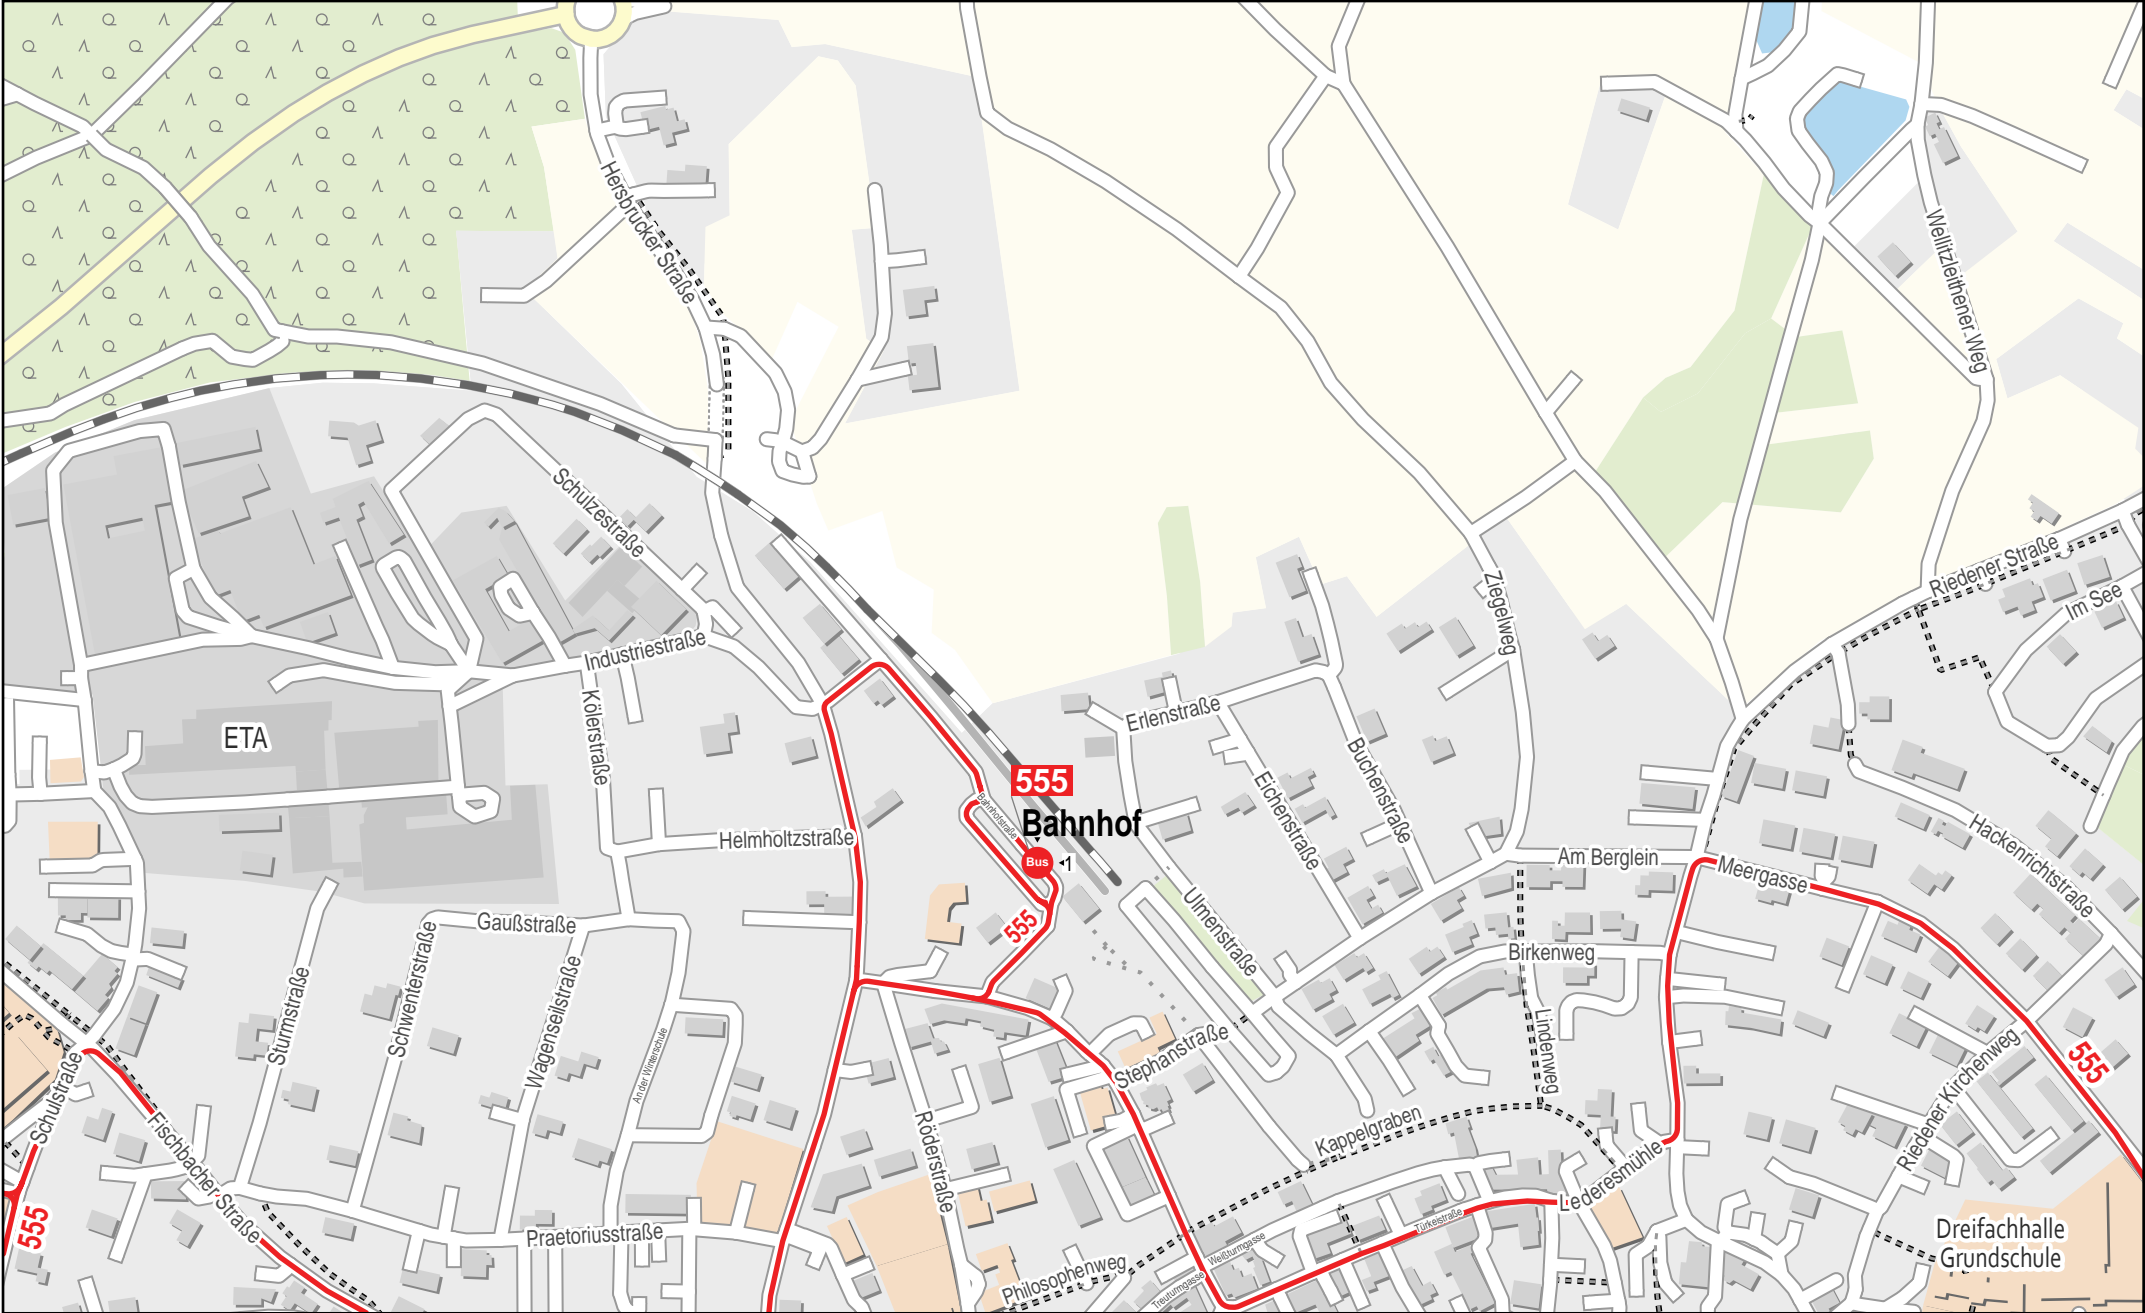 Hersbrucker Straße
Wellitzleithener Weg
Schulzestraße
Riedener Straße
Im See
Ziegelweg
Industriestraße
Kölerstraße
ETA
Erlenstraße
Buchenstraße
Eichenstraße
555
Bahnhof
Bahnhofstraße
Bus
1
Helmholtzstraße
Am Berglein
Meergasse
Hackenrichtstraße
Gaußstraße
Ulmenstraße
555
Birkenweg
Sturmstraße
Schwenterstraße
Wagenseilstraße
An der Winterschule
Lindenweg
Stephanstraße
Schulstraße
Riedener Kirchenweg
555
Fischbacher Straße
Röderstraße
Kappelgraben
Lederesmühle
555
Praetoriusstraße
Türkeistraße
Weißturmgasse
Treuturmgasse
Philosophenweg
Dreifachhalle
Grundschule